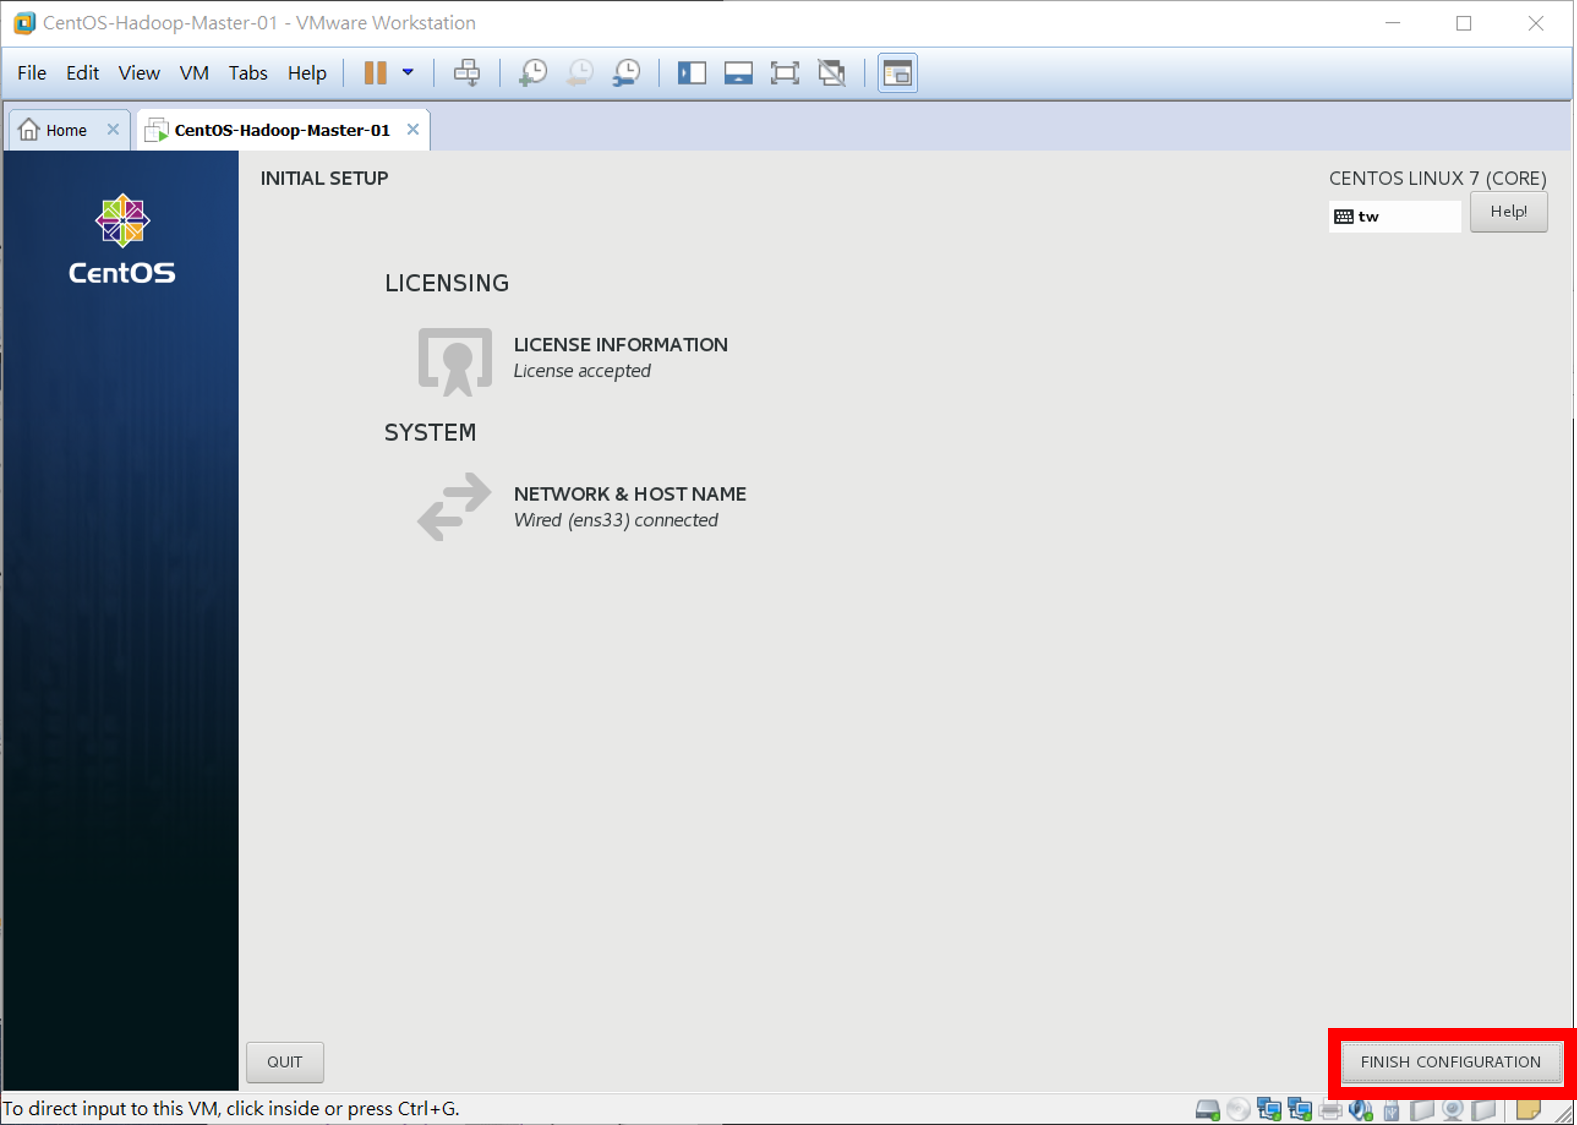 CentOS-Hadoop-Master-01 - VMware Workstation
File Edit View VM Tabs Help
Home
CentOS-Hadoop-Master-01
CentOS
INITIAL SETUP
CENTOS LINUX 7 (CORE)
tw
Help!
LICENSING
LICENSE INFORMATION
License accepted
SYSTEM
NETWORK & HOST NAME
Wired (ens33) connected
QUIT
FINISH CONFIGURATION
To direct input to this VM, click inside or press Ctrl+G.